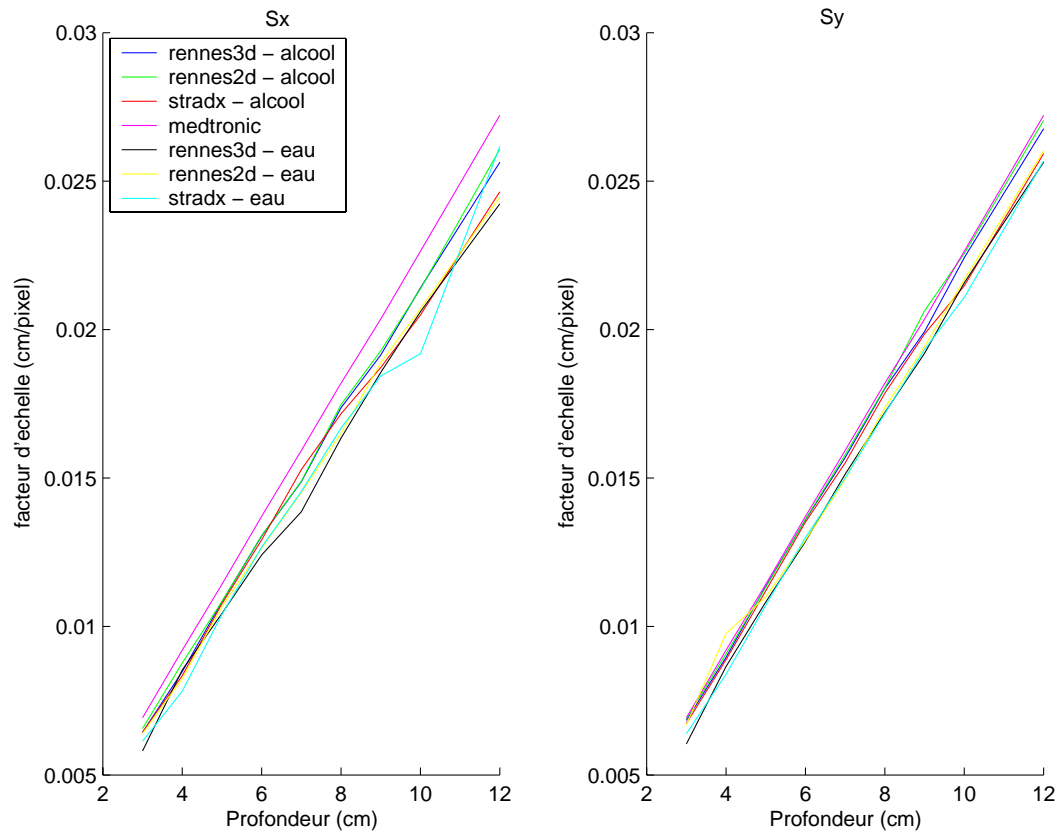 Sx
0.03
0.025
0.02
0.015
0.01
0.005
2
4
6
8
10
12
facteur d'echelle (cm/pixel)
Profondeur (cm)
rennes3d − alcool
rennes2d − alcool
stradx − alcool
medtronic
rennes3d − eau
rennes2d − eau
stradx − eau
Sy
0.03
0.025
0.02
0.015
0.01
0.005
2
4
6
8
10
12
facteur d'echelle (cm/pixel)
Profondeur (cm)